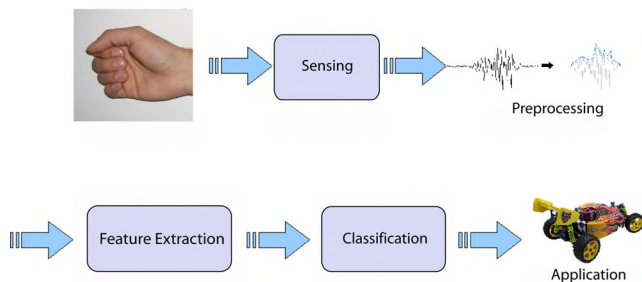 Sensing
Preprocessing
Feature Extraction
Classification
Application